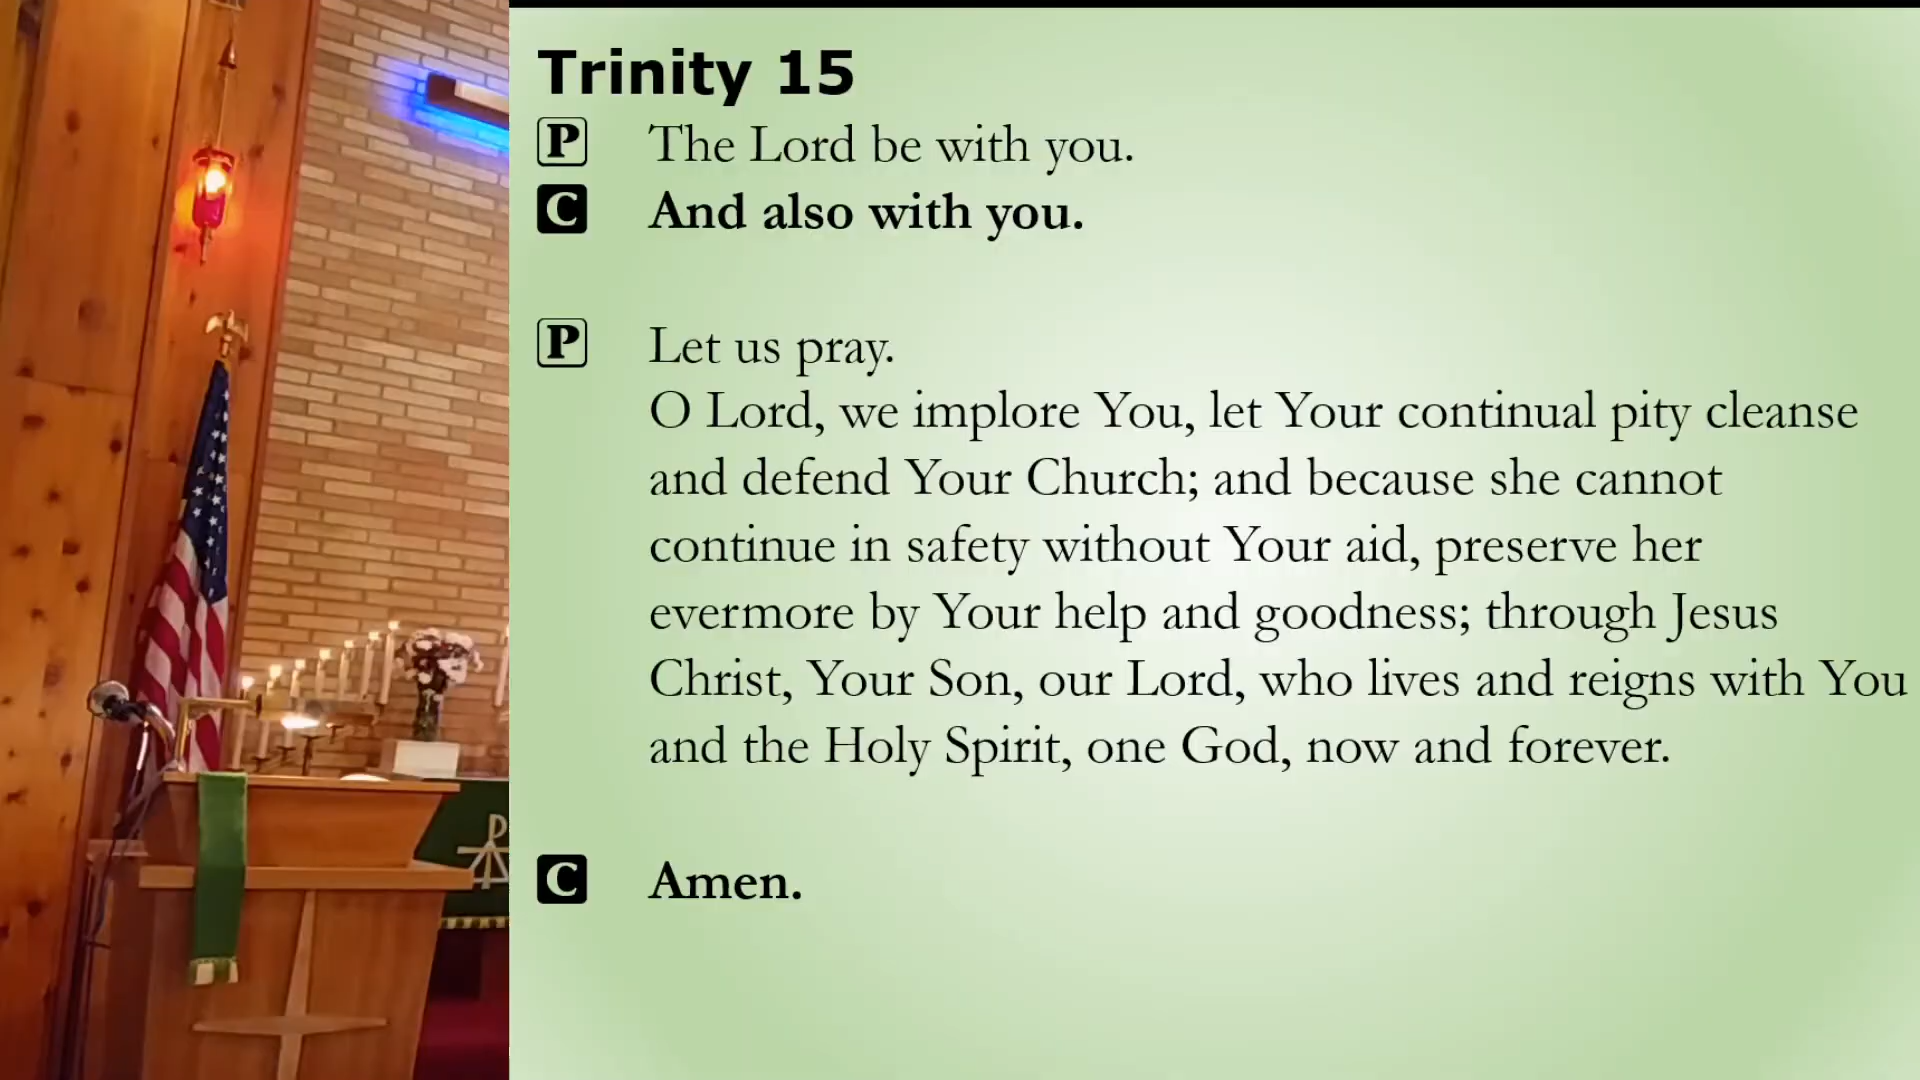 Trinity 15
P The Lord be with you.
C And also with you.
P Let us pray.
O Lord, we implore You, let Your continual pity cleanse
and defend Your Church; and because she cannot
continue in safety without Your aid, preserve her
evermore by Your help and goodness; through Jesus
Christ, Your Son, our Lord, who lives and reigns with You
and the Holy Spirit, one God, now and forever.
C Amen.